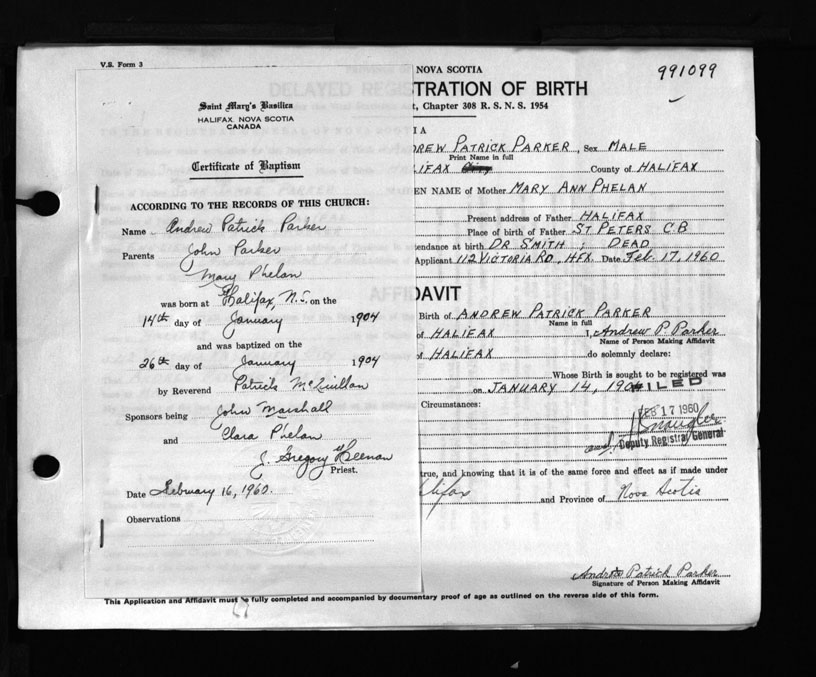 V.S. Form 3
NOVA SCOTIA
991099
DELAYED
TRATION OF BIRTH
t, Chapter 308 R. S. N. S. 1954
Saint Mary's Basilica
HALIFAX, NOVA SCOTIA
CANADA
Certificate of Baptism
ACCORDING TO THE RECORDS OF THIS CHURCH:
Name Andrew Patrick Parker
Parents John Parker
Mary Phelan
was born at Halifax, N.S. on the
14th day of January 1904
and was baptized on the
26th day of January 1904
by Reverend Patrick McQuillan
Sponsors being John Marshall
and Clara Phelan
J. Gregory Keenan
Priest.
Date February 16, 1960.
Observations
IA
DREW PATRICK PARKER, Sex MALE
Print Name in full
LIFAX County of HALIFAX
EN NAME of Mother MARY ANN PHELAN
Present address of Father HALIFAX
Place of birth of Father ST PETERS C.B
ttendance at birth DR SMITH ; DEAD
Applicant 112 VICTORIA RD, HFX. Date Feb. 17, 1960
AFFIDAVIT
Birth of ANDREW PATRICK PARKER
Name in full
of HALIFAX I, Andrew P. Parker
Name of Person Making Affidavit
of HALIFAX do solemnly declare:
Whose Birth is sought to be registered was
on JANUARY 14, 190
FILED
Circumstances:
FEB 17 1960
Deputy Registrar General
true, and knowing that it is of the same force and effect as if made under
alifax and Province of Nova Scotia
Andrew Patrick Parker
Signature of Person Making Affidavit
This Application and Affidavit must be fully completed and accompanied by documentary proof of age as outlined on the reverse side of this form.